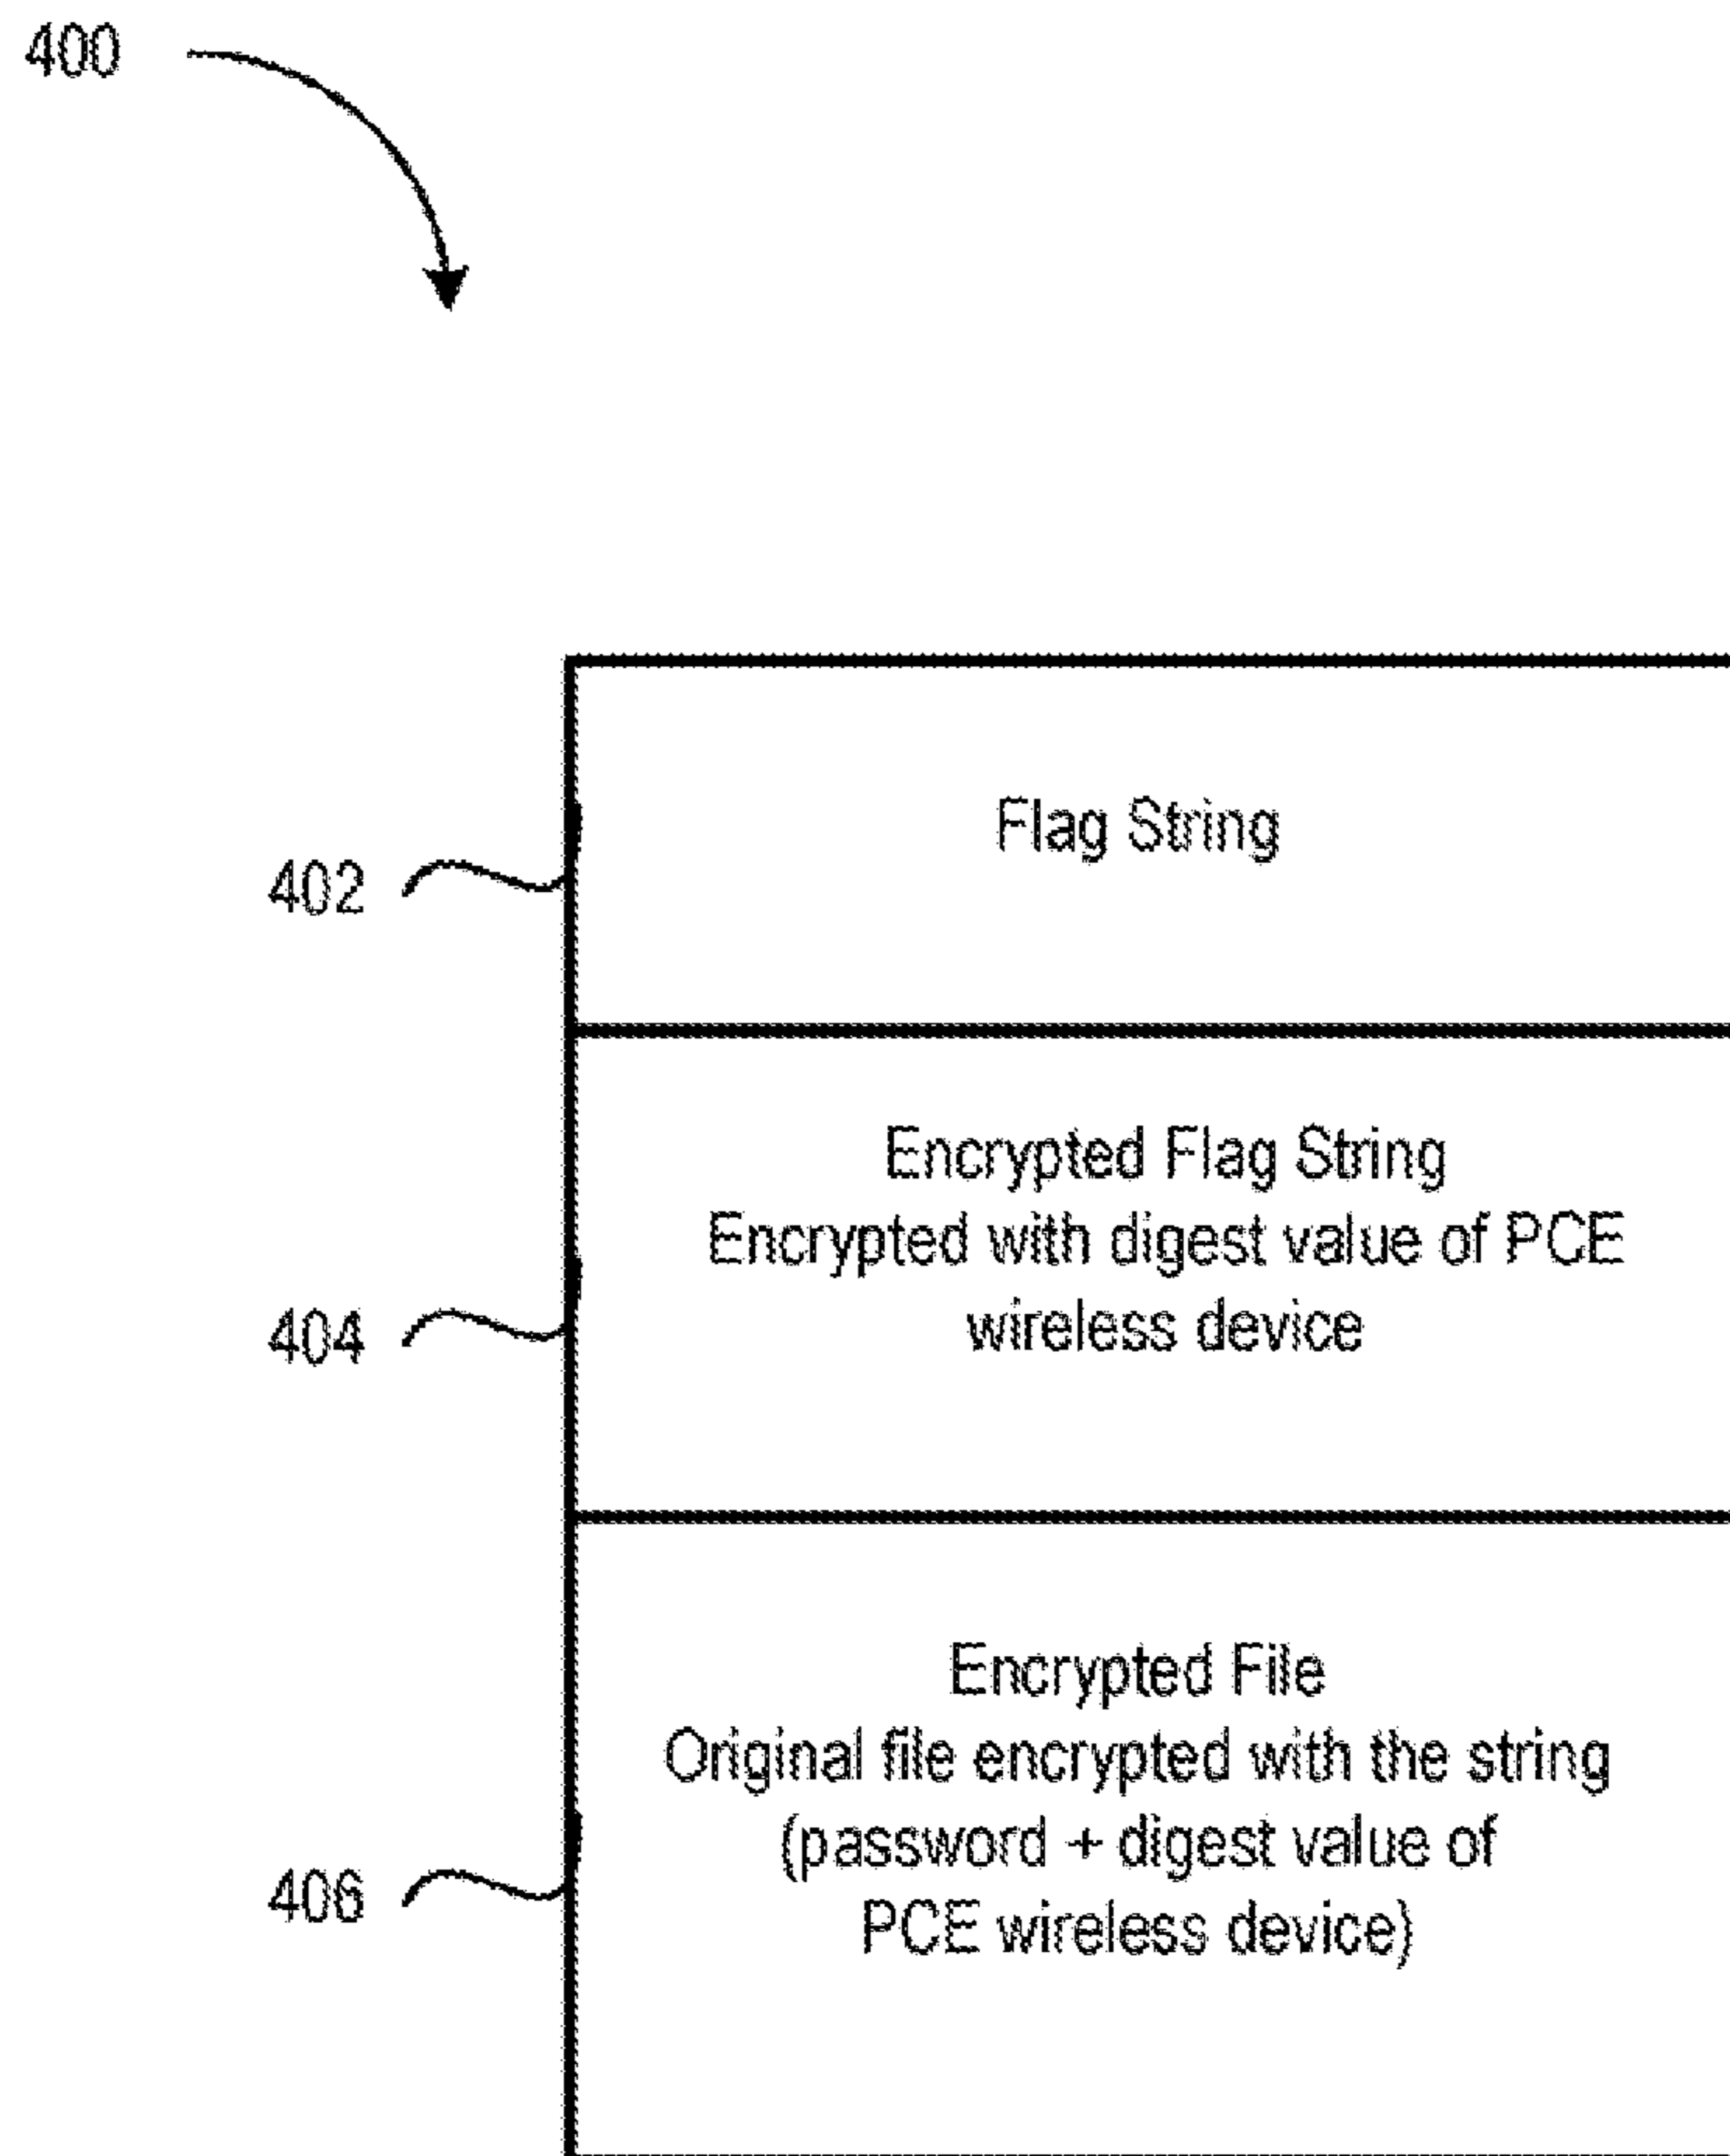 400
Flag String
402
Encrypted Flag String
Encrypted with digest value of PCE
wireless device
404
Encrypted File
Original file encrypted with the string
(password + digest value of
PCE wireless device)
406